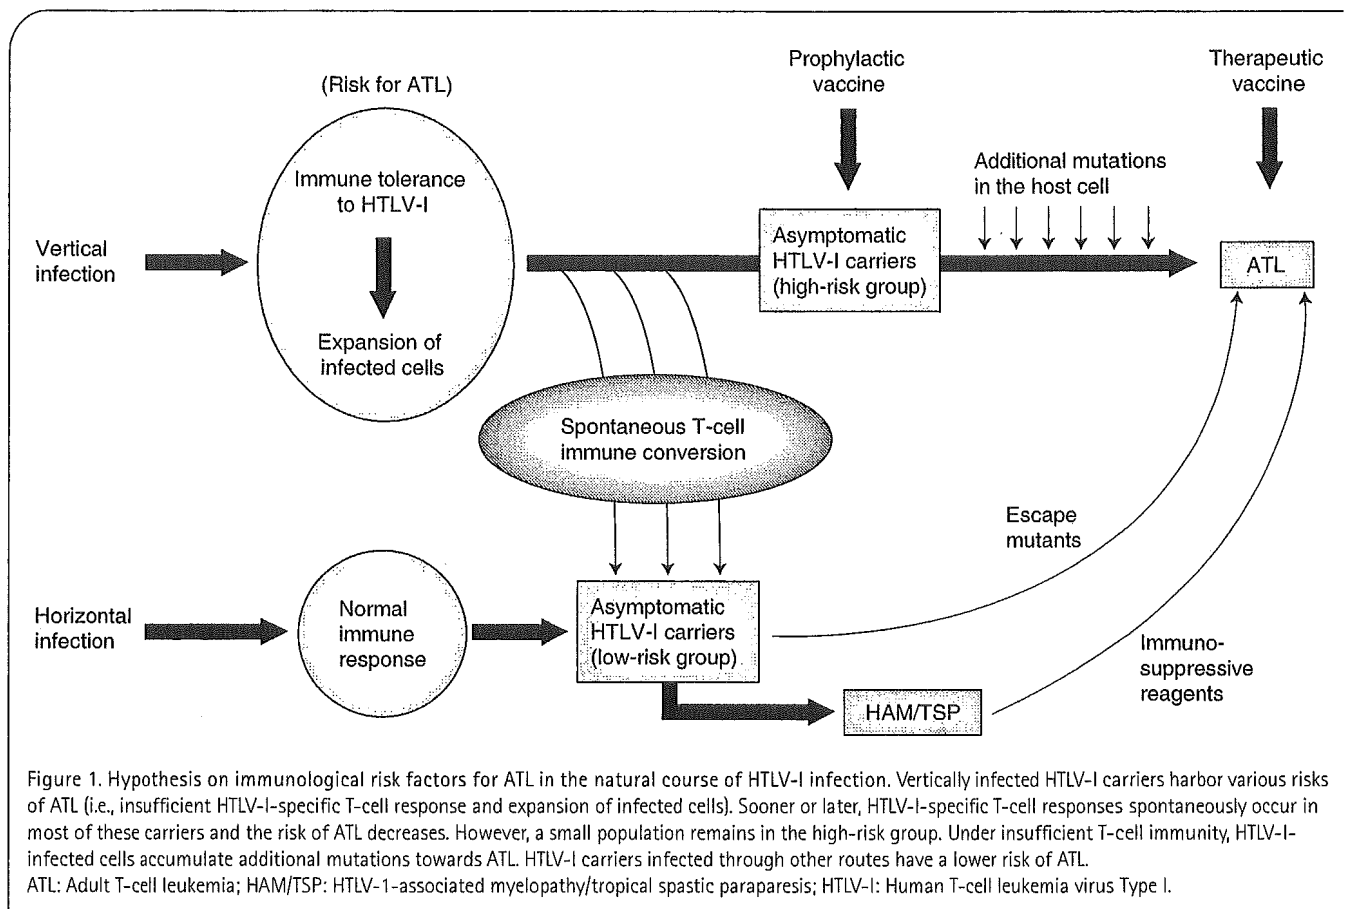 Prophylactic
vaccine
Therapeutic
vaccine
(Risk for ATL)
Immune tolerance
to HTLV-I
Additional mutations
in the host cell
Vertical
infection
Asymptomatic
HTLV-I carriers
(high-risk group)
ATL
Expansion of
infected cells
Spontaneous T-cell
immune conversion
Escape
mutants
Horizontal
infection
Normal
immune
response
Asymptomatic
HTLV-I carriers
(low-risk group)
Immuno-
suppressive
reagents
HAM/TSP
Figure 1. Hypothesis on immunological risk factors for ATL in the natural course of HTLV-I infection. Vertically infected HTLV-I carriers harbor various risks
of ATL (i.e., insufficient HTLV-I-specific T-cell response and expansion of infected cells). Sooner or later, HTLV-I-specific T-cell responses spontaneously occur in
most of these carriers and the risk of ATL decreases. However, a small population remains in the high-risk group. Under insufficient T-cell immunity, HTLV-I-
infected cells accumulate additional mutations towards ATL. HTLV-I carriers infected through other routes have a lower risk of ATL.
ATL: Adult T-cell leukemia; HAM/TSP: HTLV-1-associated myelopathy/tropical spastic paraparesis; HTLV-I: Human T-cell leukemia virus Type I.